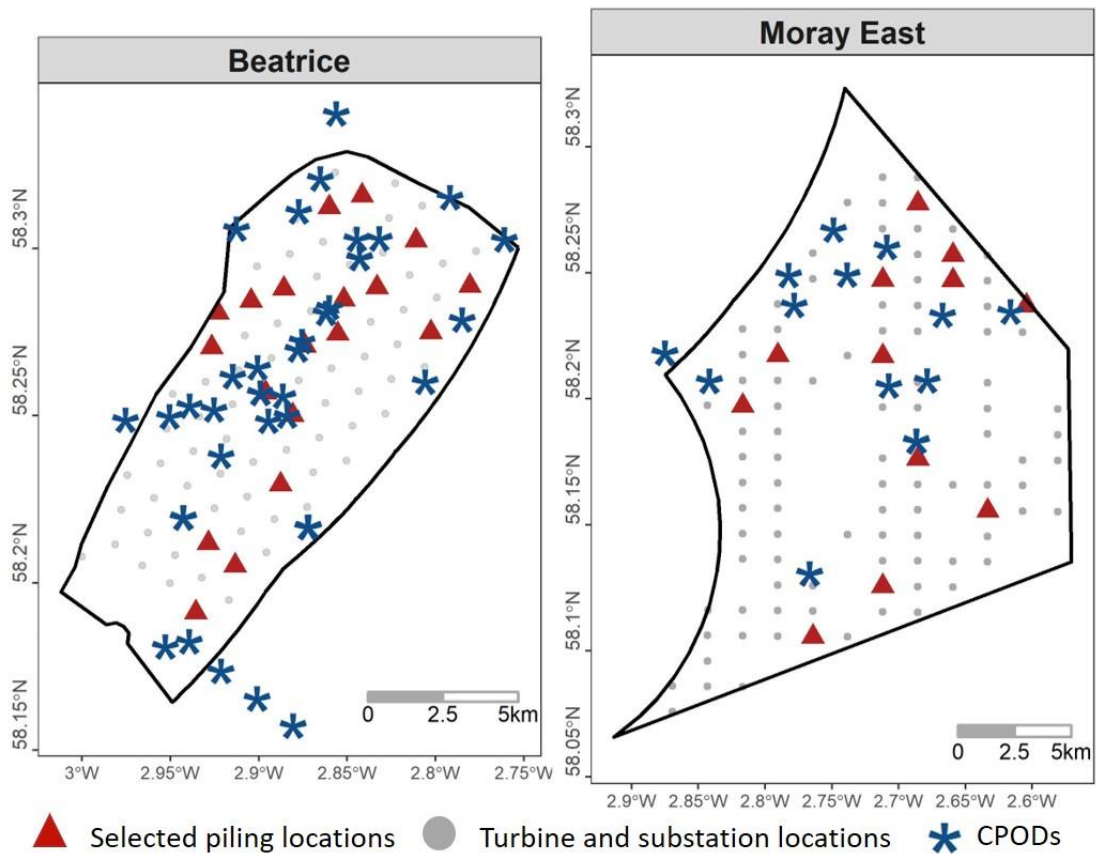 Beatrice
58.3°N
58.25°N
58.2°N
58.15°N
0 2.5 5km
3°W 2.95°W 2.9°W 2.85°W 2.8°W 2.75°W
Moray East
58.3°N
58.25°N
58.2°N
58.15°N
58.1°N
58.05°N
0 2.5 5km
2.9°W 2.85°W 2.8°W 2.75°W 2.7°W 2.65°W 2.6°W
Selected piling locations Turbine and substation locations CPODs